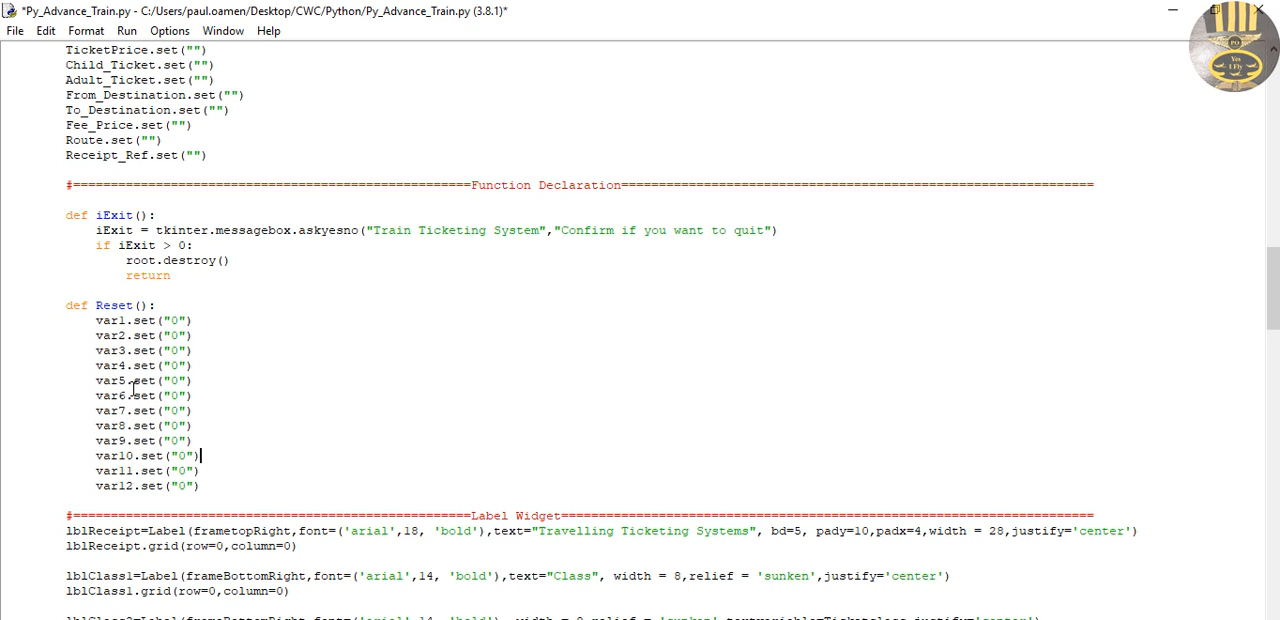 *Py_Advance_Train.py - C:/Users/paul.oamen/Desktop/CWC/Python/Py_Advance_Train.py (3.8.1)*
File Edit Format Run Options Window Help
TicketPrice.set("")
Child_Ticket.set("")
Adult_Ticket.set("")
From_Destination.set("")
To_Destination.set("")
Fee_Price.set("")
Route.set("")
Receipt_Ref.set("")
#=====================================================Function Declaration===============================================================
def iExit():
iExit = tkinter.messagebox.askyesno("Train Ticketing System","Confirm if you want to quit")
if iExit > 0:
root.destroy()
return
def Reset():
var1.set("0")
var2.set("0")
var3.set("0")
var4.set("0")
var5.set("0")
var6.set("0")
var7.set("0")
var8.set("0")
var9.set("0")
var10.set("0")
var11.set("0")
var12.set("0")
#=====================================================Label Widget=======================================================================
lblReceipt=Label(frametopRight,font=('arial',18, 'bold'),text="Travelling Ticketing Systems", bd=5, pady=10,padx=4,width = 28,justify='center')
lblReceipt.grid(row=0,column=0)
lblClass1=Label(frameBottomRight,font=('arial',14, 'bold'),text="Class", width = 8,relief = 'sunken',justify='center')
lblClass1.grid(row=0,column=0)
PO
Yes
I Fly